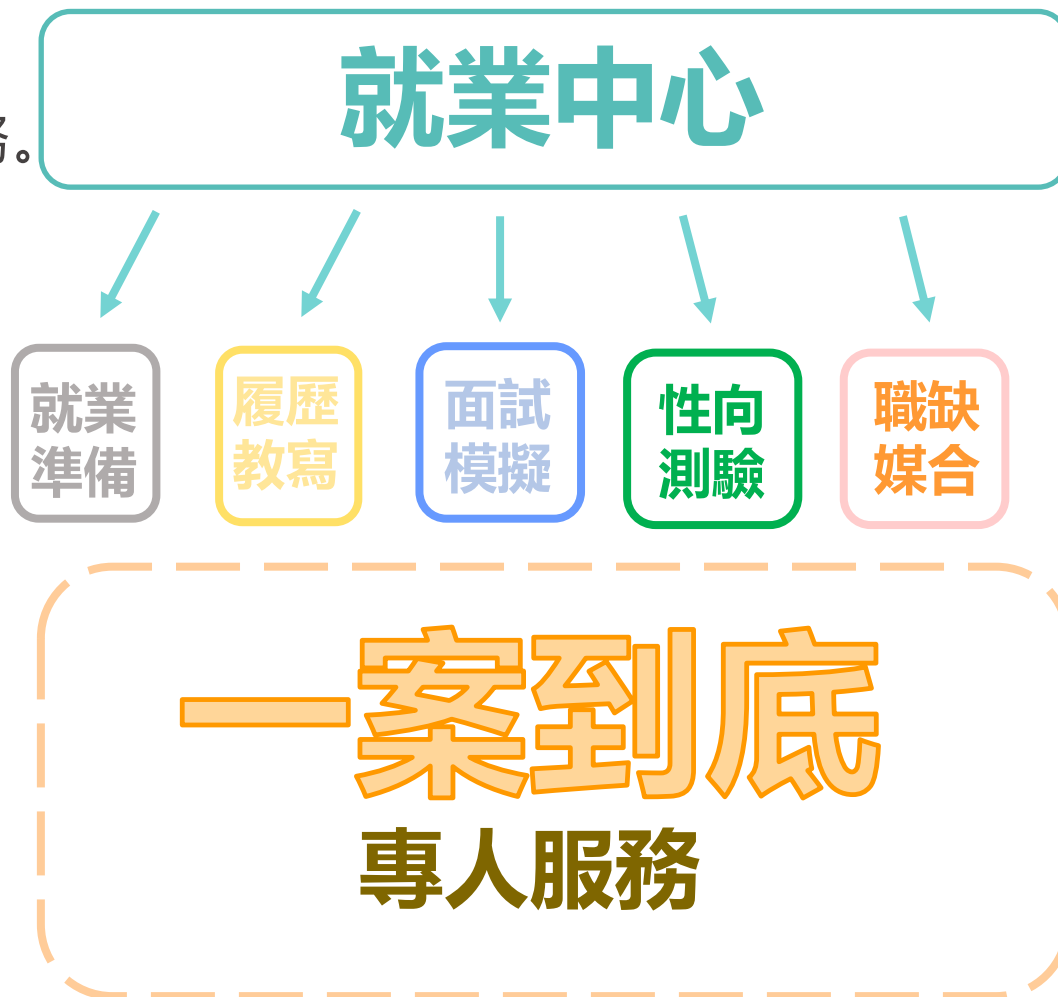 就業中心
務。
就業
準備
履歷
教寫
面試
模擬
性向
測驗
職缺
媒合
一案到底
專人服務